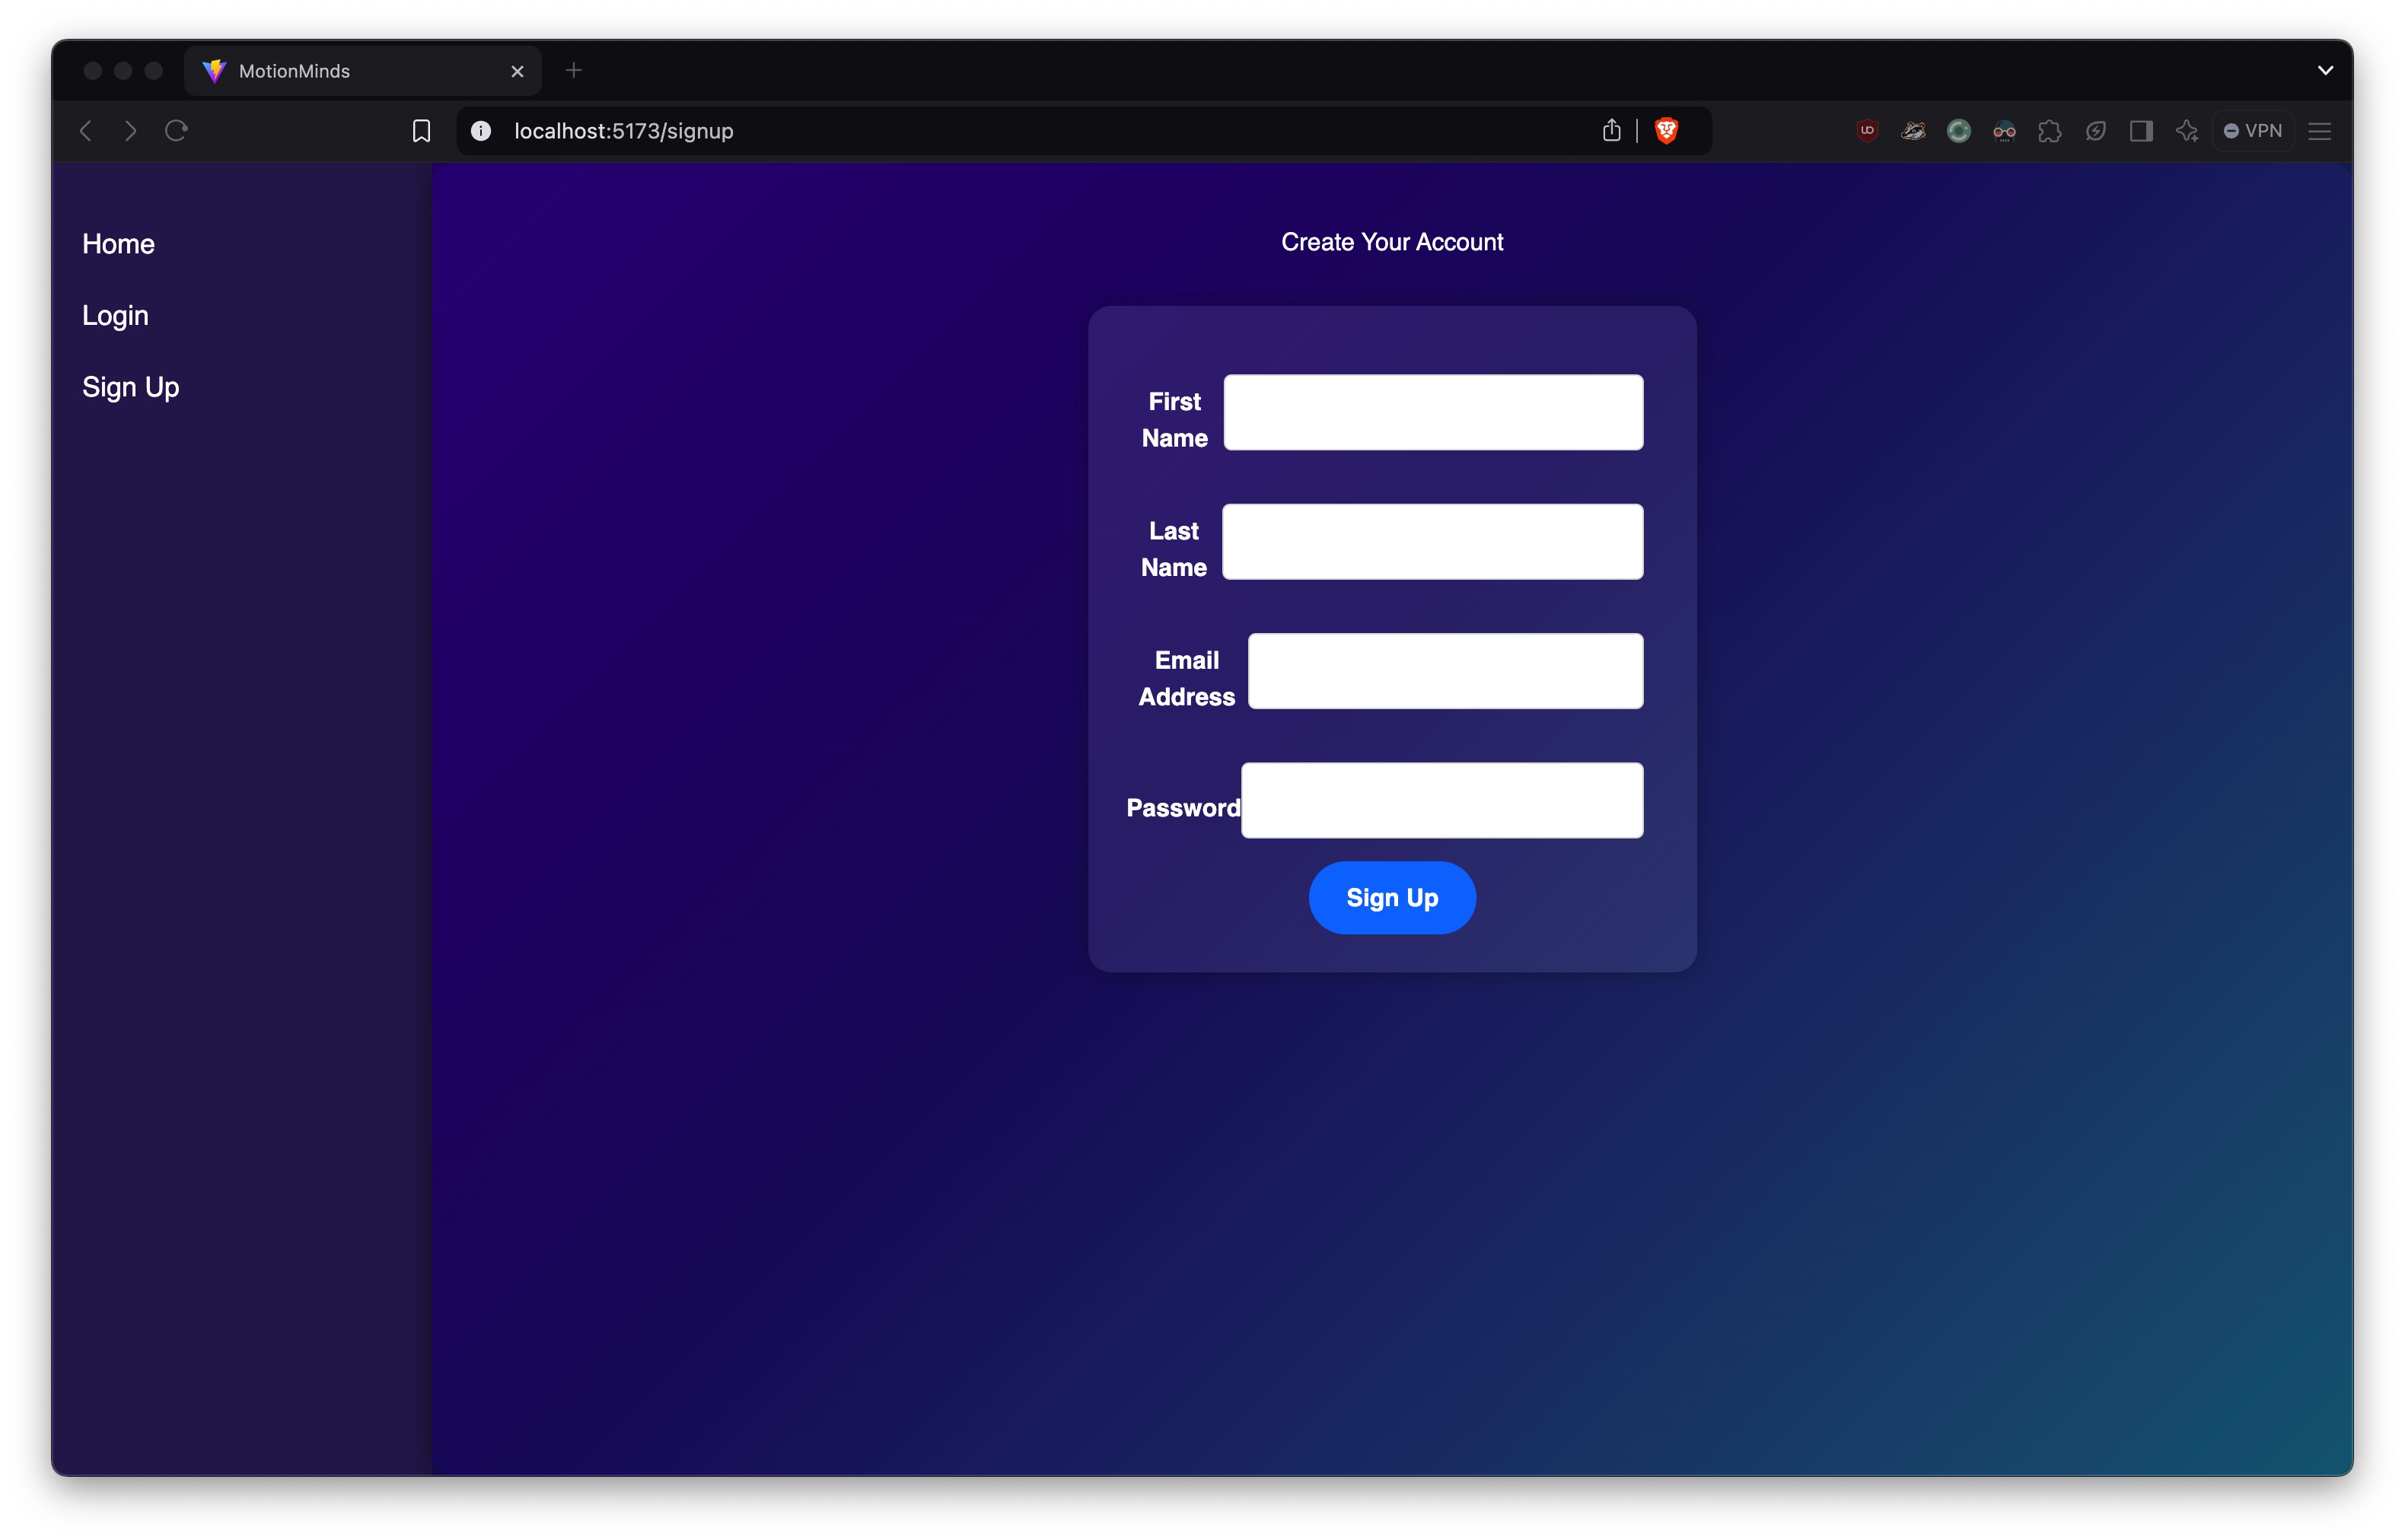 MotionMinds
localhost:5173/signup
VPN
Home
Login
Sign Up
Create Your Account
First
Name
Last
Name
Email
Address
Password
Sign Up